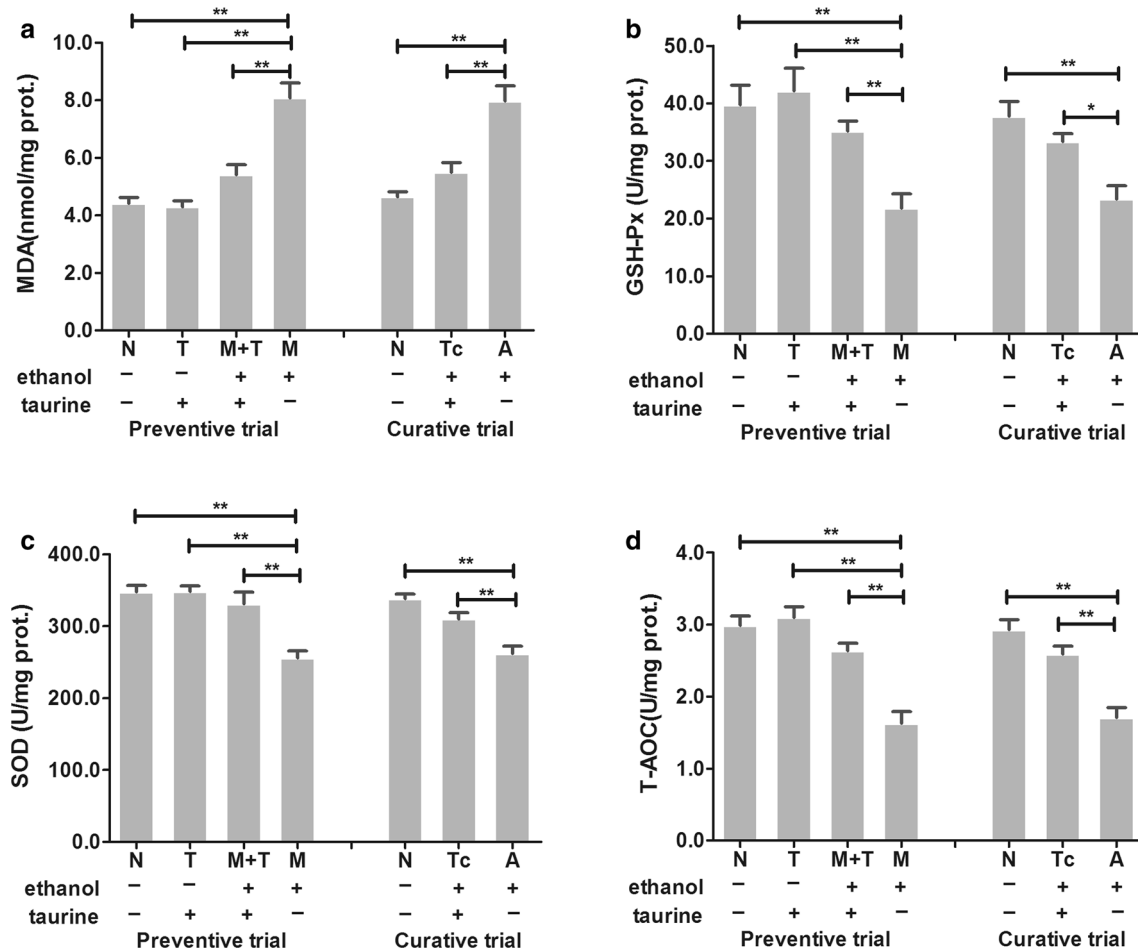 a
** 
**
**
**
**
MDA(nmol/mg prot.)
10.0
8.0
6.0
4.0
2.0
0.0
N T M+T M N Tc A
ethanol – – + + – + +
taurine – + + – – + –
Preventive trial Curative trial
b
**
**
**
**
*
GSH-Px (U/mg prot.)
50.0
40.0
30.0
20.0
10.0
0.0
N T M+T M N Tc A
ethanol – – + + – + +
taurine – + + – – + –
Preventive trial Curative trial
c
**
**
**
**
**
SOD (U/mg prot.)
400.0
300.0
200.0
100.0
0.0
N T M+T M N Tc A
ethanol – – + + – + +
taurine – + + – – + –
Preventive trial Curative trial
d
**
**
**
**
**
T-AOC(U/mg prot.)
4.0
3.0
2.0
1.0
0.0
N T M+T M N Tc A
ethanol – – + + – + +
taurine – + + – – + –
Preventive trial Curative trial